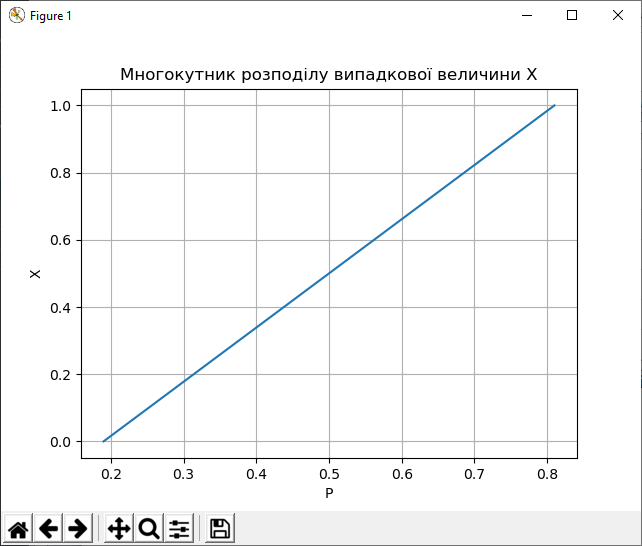 Figure 1
Многокутник розподілу випадкової величини X
1.0
0.8
0.6
0.4
0.2
0.0
X
0.2 0.3 0.4 0.5 0.6 0.7 0.8
P